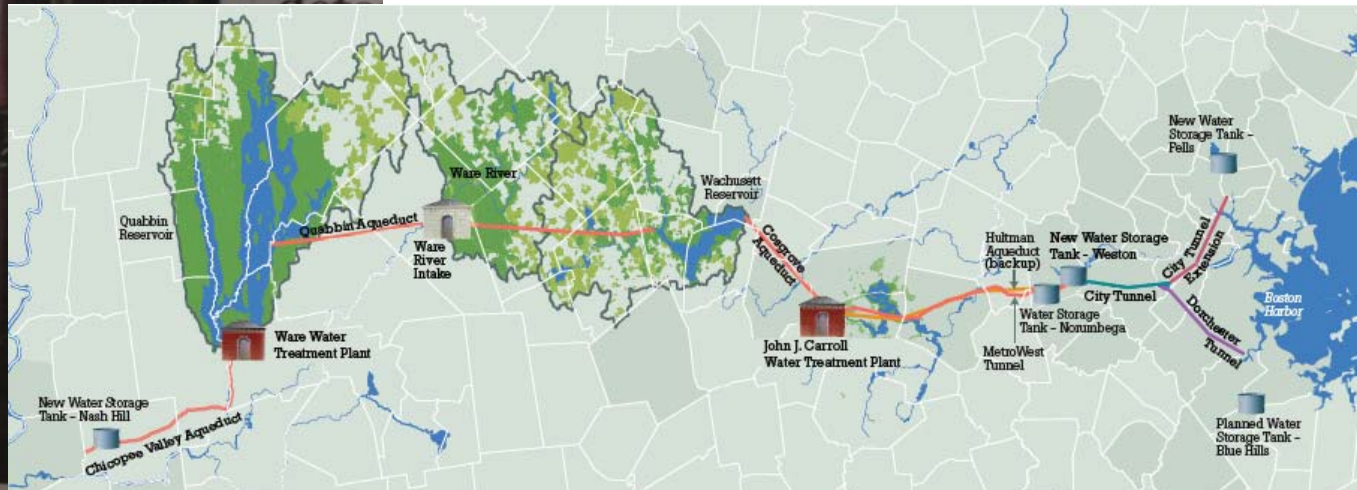 Quabbin
Reservoir
Quabbin Aqueduct
Ware River
Ware
River
Intake
Wachusett
Reservoir
Cosgrove
Aqueduct
Ware Water
Treatment Plant
New Water Storage
Tank – Nash Hill
Chicopee Valley Aqueduct
John J. Carroll
Water Treatment Plant
Hultman
Aqueduct
(backup)
MetroWest
Tunnel
New Water Storage
Tank – Weston
Water Storage
Tank – Norumbega
City Tunnel
City Tunnel
Extension
Dorchester
Tunnel
New Water
Storage Tank –
Fells
Boston
Harbor
Planned Water
Storage Tank –
Blue Hills